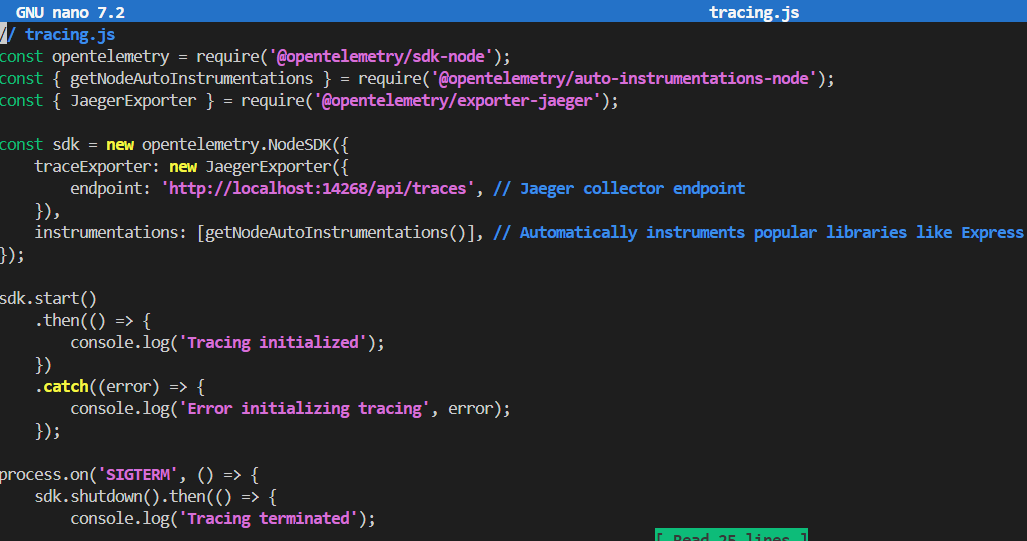 GNU nano 7.2 tracing.js
// tracing.js
const opentelemetry = require('@opentelemetry/sdk-node');
const { getNodeAutoInstrumentations } = require('@opentelemetry/auto-instrumentations-node');
const { JaegerExporter } = require('@opentelemetry/exporter-jaeger');

const sdk = new opentelemetry.NodeSDK({
    traceExporter: new JaegerExporter({
        endpoint: 'http://localhost:14268/api/traces', // Jaeger collector endpoint
    }),
    instrumentations: [getNodeAutoInstrumentations()], // Automatically instruments popular libraries like Express
});

sdk.start()
    .then(() => {
        console.log('Tracing initialized');
    })
    .catch((error) => {
        console.log('Error initializing tracing', error);
    });

process.on('SIGTERM', () => {
    sdk.shutdown().then(() => {
        console.log('Tracing terminated');
[ Read 25 lines ]